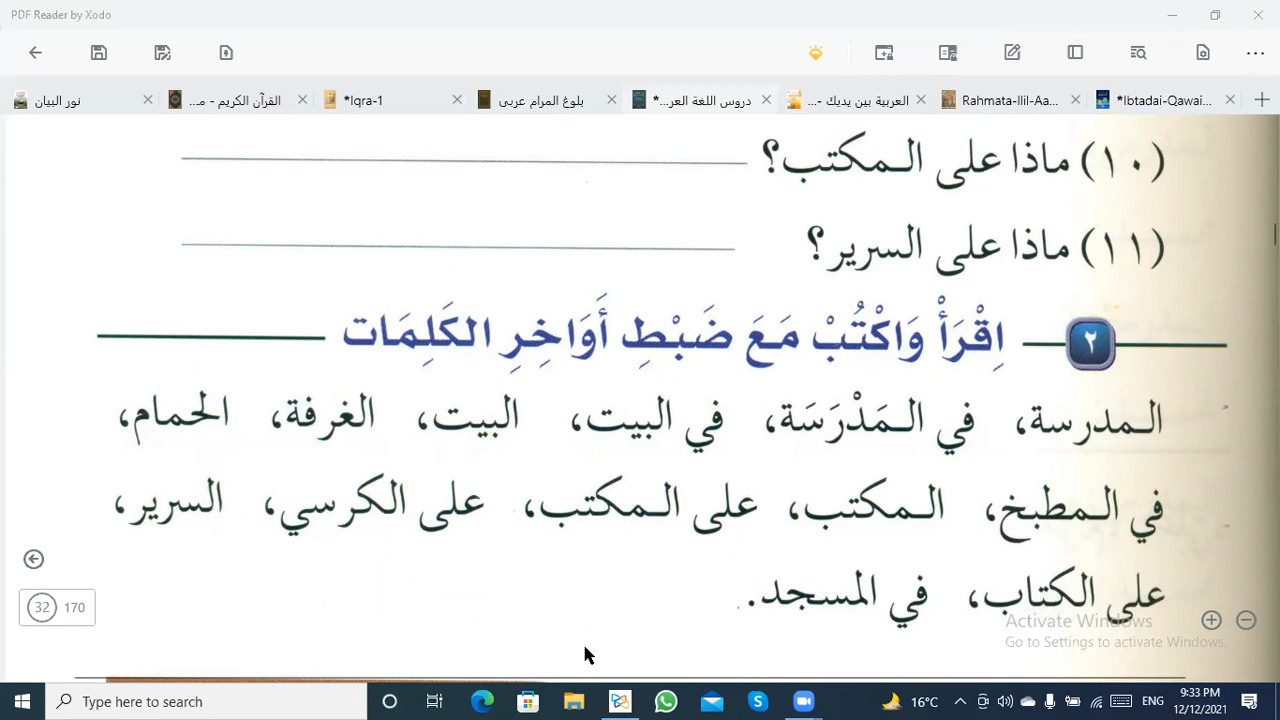 PDF Reader by Xodo
نور البيان
القرآن الكريم - مـ...
*Iqra-1
بلوغ المرام عربى
دروس اللغة العر...*
العربية بين يديك -...
Rahmata-Ilil-Aa...
*Ibtadai-Qawai...
(١٠) ماذا على المكتب؟
(١١) ماذا على السرير؟
٢ اِقْرَأْ وَاكْتُبْ مَعَ ضَبْطِ أَوَاخِرِ الكَلِمَات
المدرسة، في المَدْرَسَة، في البيت، البيت، الغرفة، الحمام،
في المطبخ، المكتب، على المكتب، على الكرسي، السرير،
على الكتاب، في المسجد.
32 170
Activate Windows
Go to Settings to activate Windows.
Type here to search
16°C
ENG
9:33 PM
12/12/2021